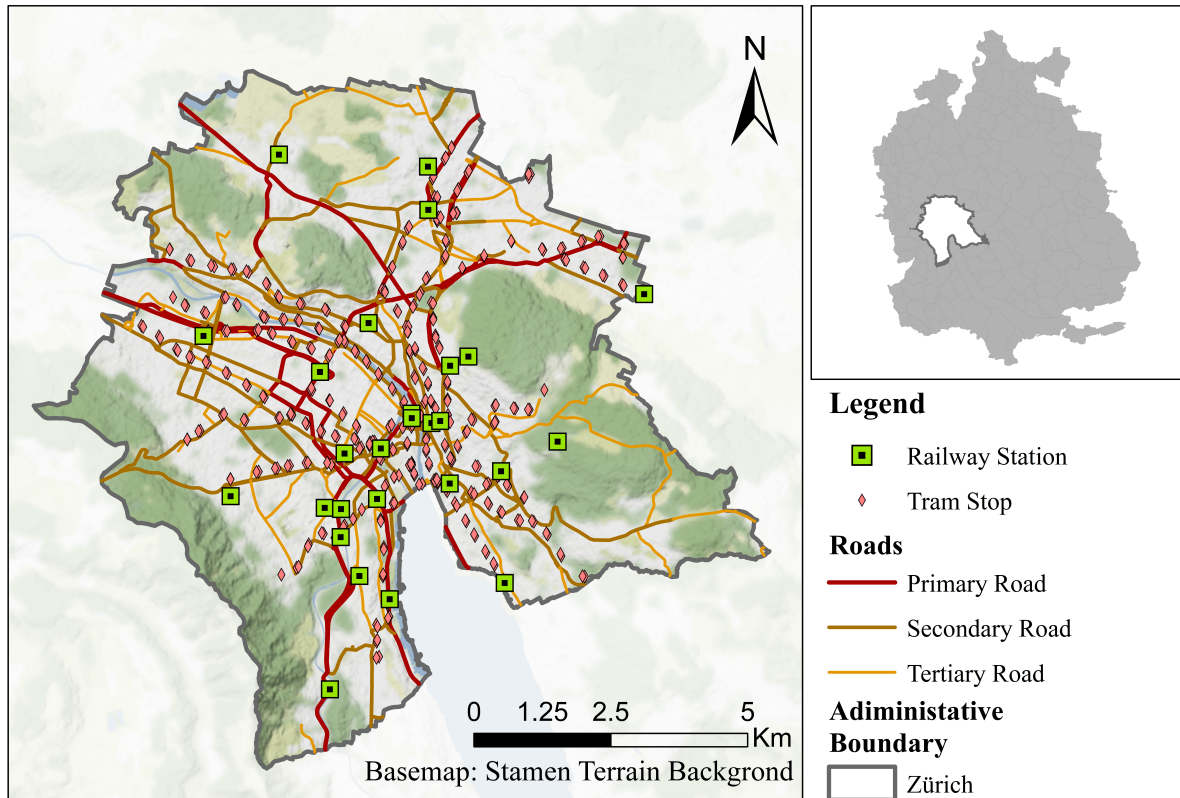 N
0 1.25 2.5 5
Km
Basemap: Stamen Terrain Backgrond
Legend
Railway Station
Tram Stop
Roads
Primary Road
Secondary Road
Tertiary Road
Adiministative
Boundary
Zürich